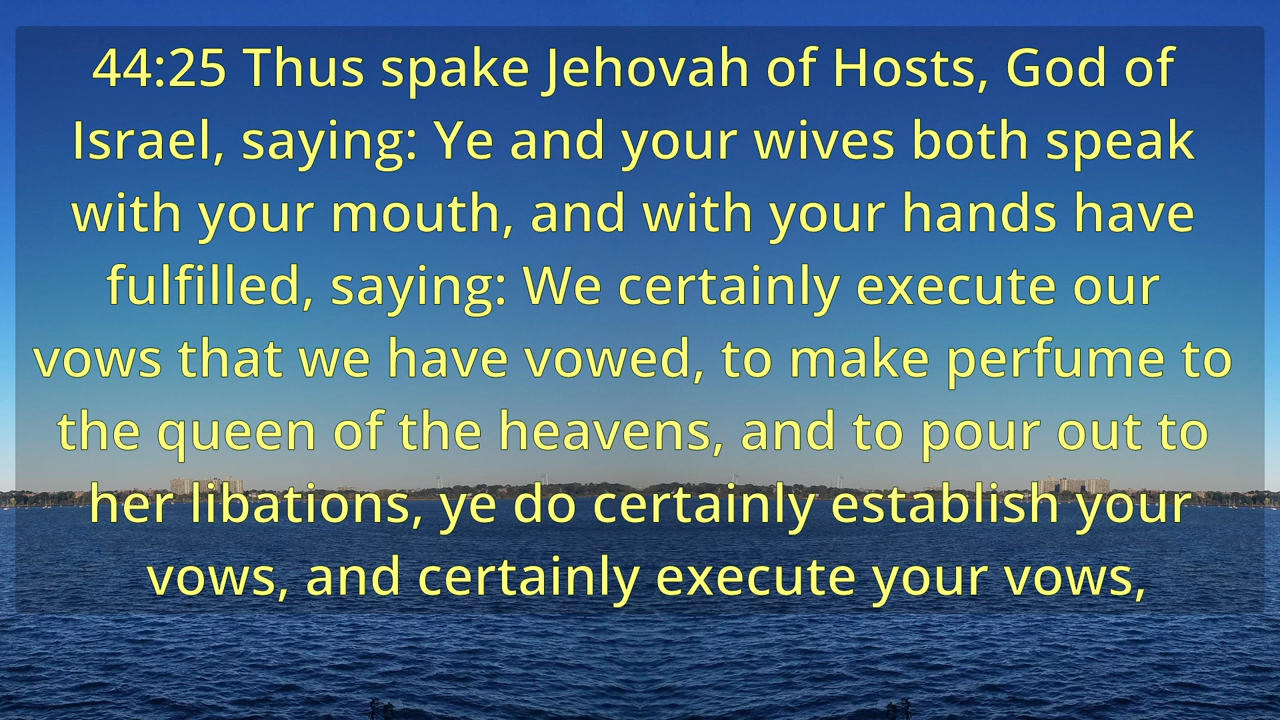 44:25 Thus spake Jehovah of Hosts, God of
Israel, saying: Ye and your wives both speak
with your mouth, and with your hands have
fulfilled, saying: We certainly execute our
vows that we have vowed, to make perfume to
the queen of the heavens, and to pour out to
her libations, ye do certainly establish your
vows, and certainly execute your vows,